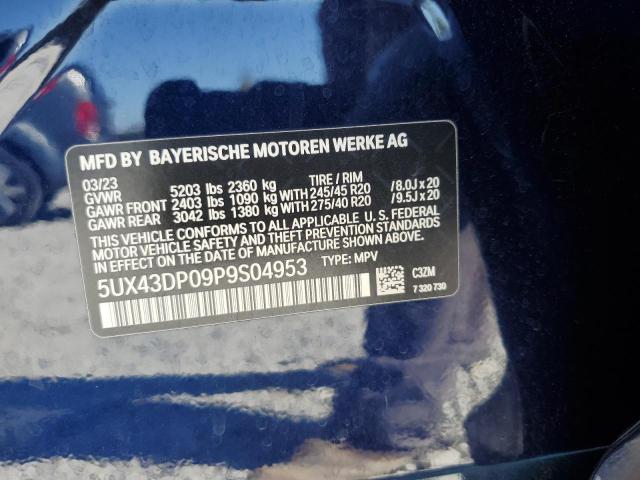 MFD BY BAYERISCHE MOTOREN WERKE AG
03/23 TIRE / RIM
GVWR 5203 lbs 2360 kg
GAWR FRONT 2403 lbs 1090 kg WITH 245/45 R20 /8.0J x 20
GAWR REAR 3042 lbs 1380 kg WITH 275/40 R20 /9.5J x 20
THIS VEHICLE CONFORMS TO ALL APPLICABLE U. S. FEDERAL
MOTOR VEHICLE SAFETY AND THEFT PREVENTION STANDARDS
IN EFFECT ON THE DATE OF MANUFACTURE SHOWN ABOVE.
5UX43DP09P9S04953 TYPE: MPV
C3ZM
7 320 730